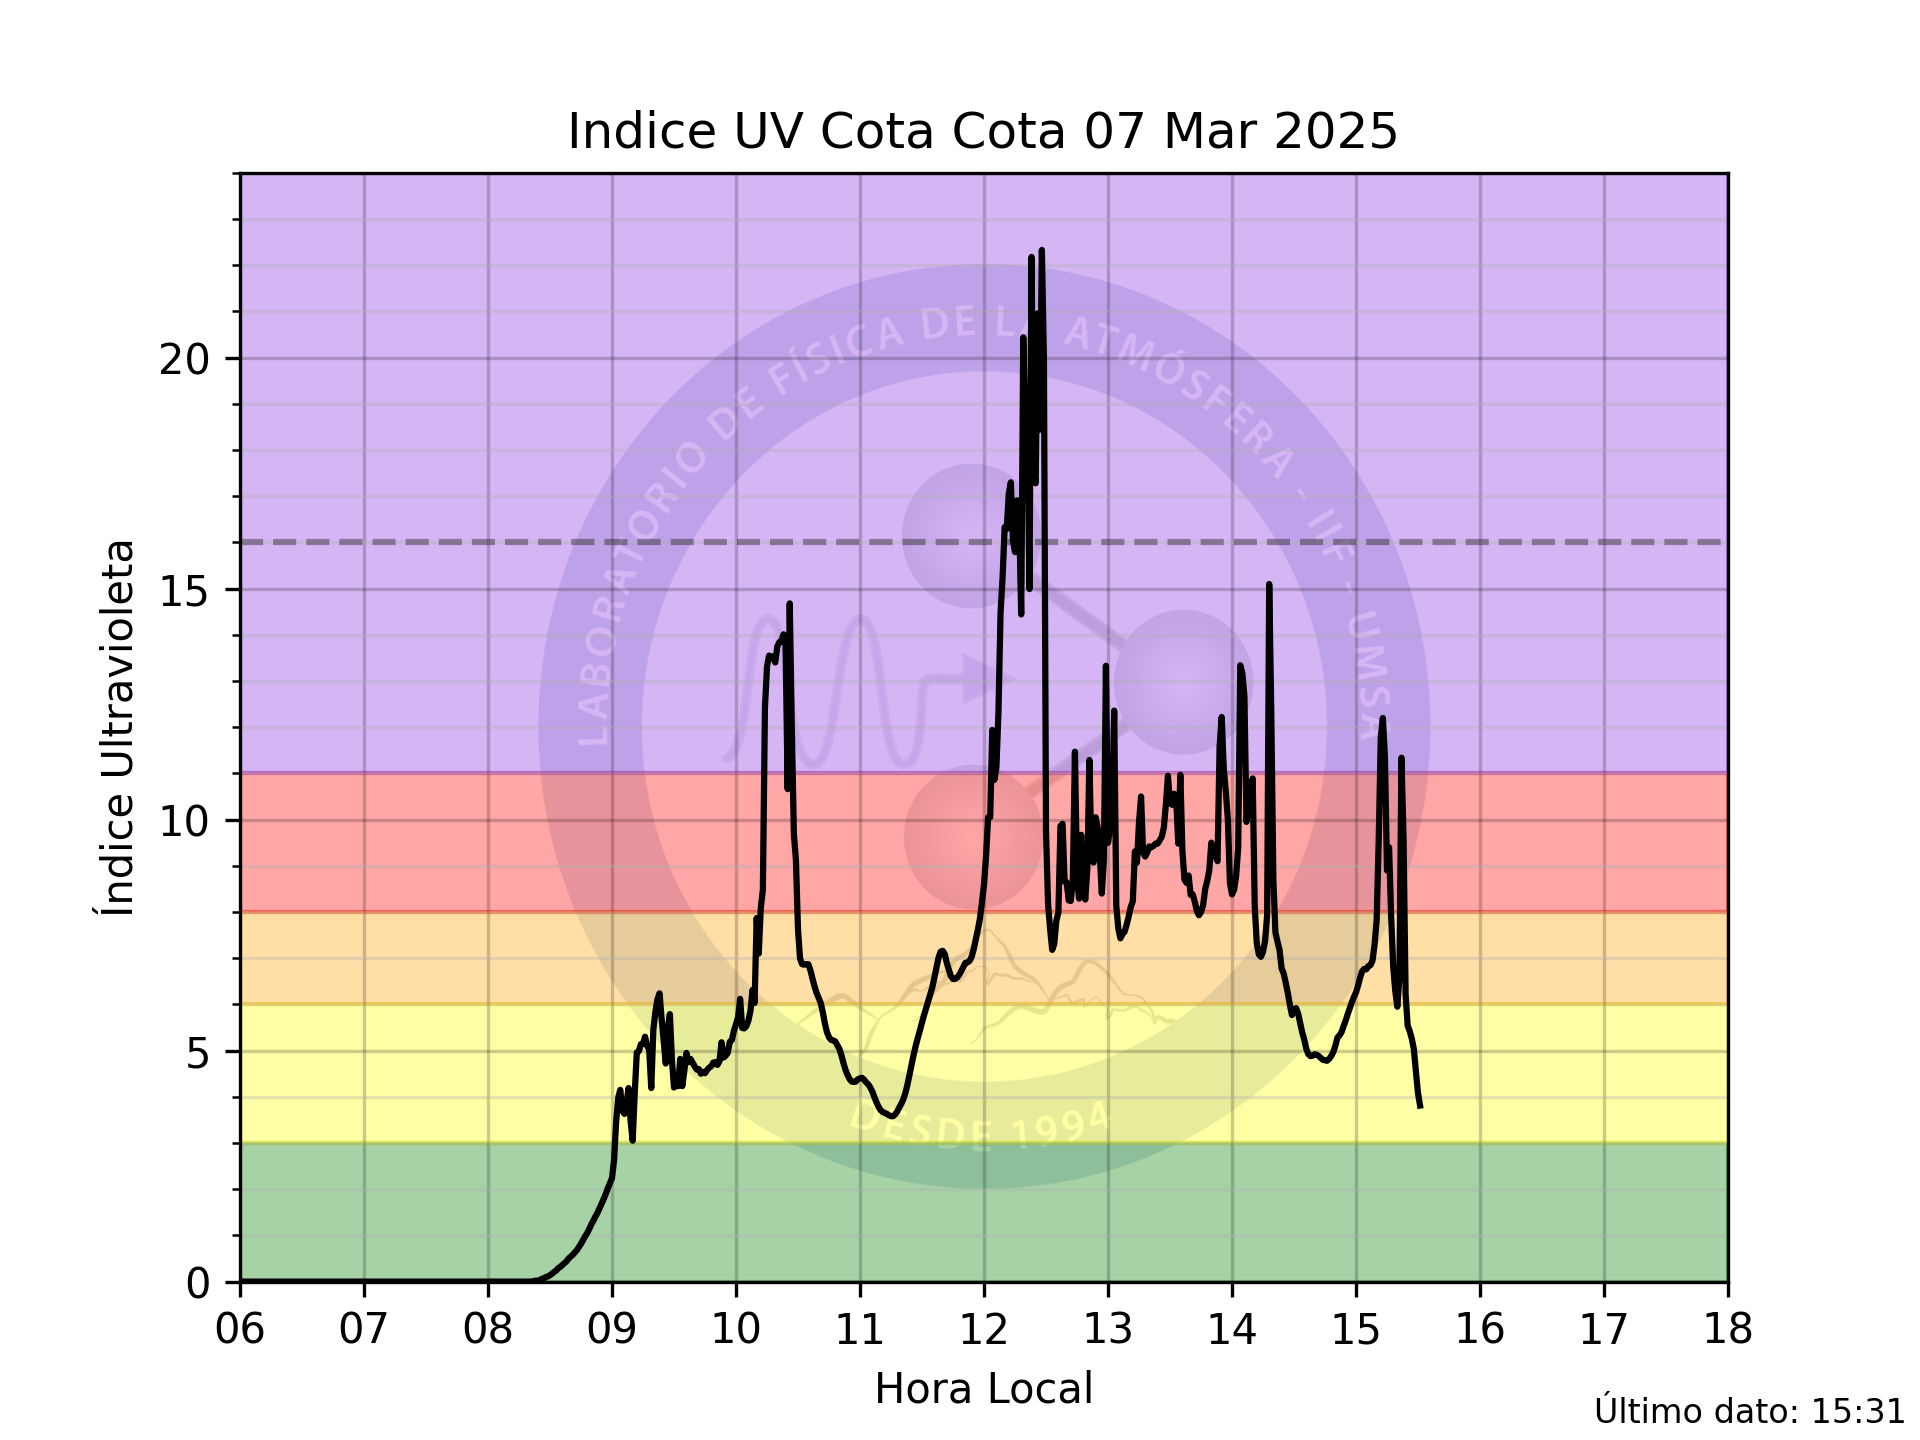 Indice UV Cota Cota 07 Mar 2025
Índice Ultravioleta
20
15
10
5
0
LABORATORIO DE FÍSICA DE LA ATMÓSFERA - IIF - UMSA
DESDE 1994
06 07 08 09 10 11 12 13 14 15 16 17 18
Hora Local
Último dato: 15:31